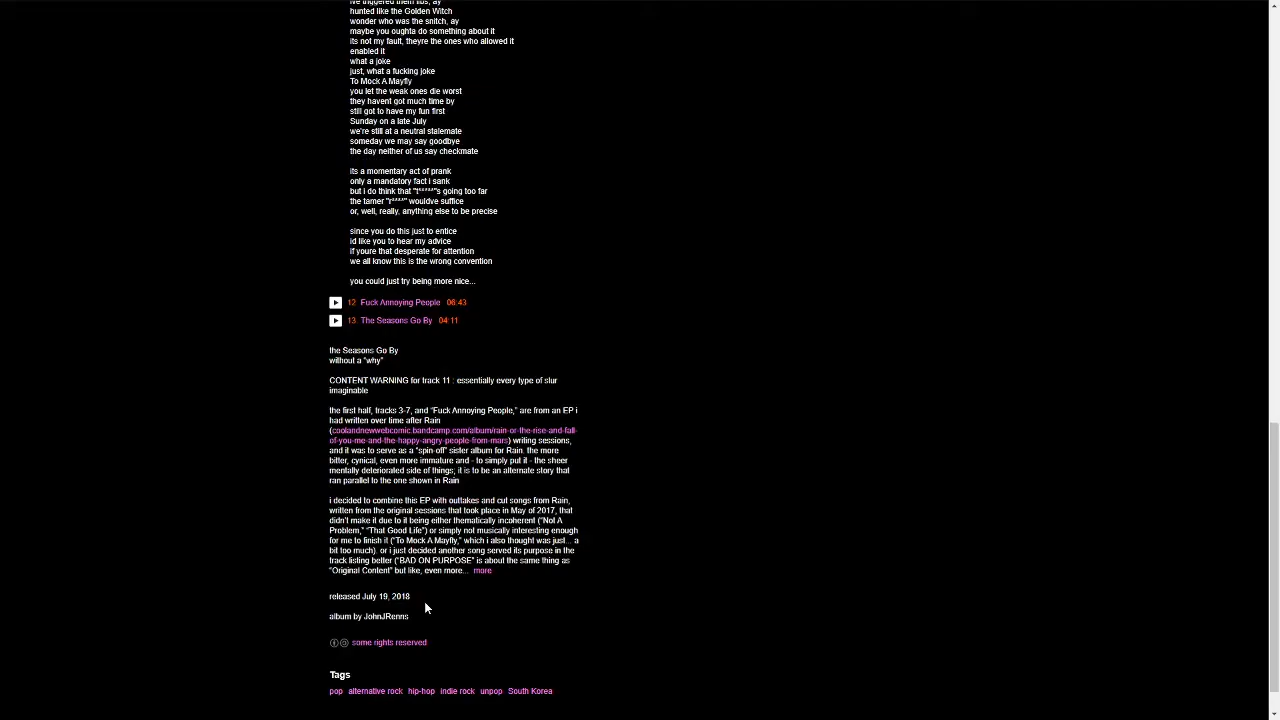 ive triggered them libs, ay
hunted like the Golden Witch
wonder who was the snitch, ay
maybe you oughta do something about it
its not my fault, theyre the ones who allowed it
enabled it
what a joke
just, what a fucking joke
To Mock A Mayfly
you let the weak ones die worst
they havent got much time by
still got to have my fun first
Sunday on a late July
we're still at a neutral stalemate
someday we may say goodbye
the day neither of us say checkmate
its a momentary act of prank
only a mandatory fact i sank
but i do think that "t*****"s going too far
the tamer "r****" wouldve suffice
or, well, really, anything else to be precise
since you do this just to entice
id like you to hear my advice
if youre that desperate for attention
we all know this is the wrong convention
you could just try being more nice...
12 Fuck Annoying People 06:43
13 The Seasons Go By 04:11
the Seasons Go By
without a "why"
CONTENT WARNING for track 11 : essentially every type of slur
imaginable
the first half, tracks 3-7, and "Fuck Annoying People," are from an EP i
had written over time after Rain
(coolandnewwebcomic.bandcamp.com/album/rain-or-the-rise-and-fall-
of-you-me-and-the-happy-angry-people-from-mars) writing sessions,
and it was to serve as a "spin-off" sister album for Rain. the more
bitter, cynical, even more immature and - to simply put it - the sheer
mentally deteriorated side of things; it is to be an alternate story that
ran parallel to the one shown in Rain
i decided to combine this EP with outtakes and cut songs from Rain,
written from the original sessions that took place in May of 2017, that
didn't make it due to it being either thematically incoherent ("Not A
Problem," "That Good Life") or simply not musically interesting enough
for me to finish it ("To Mock A Mayfly," which i also thought was just... a
bit too much). or i just decided another song served its purpose in the
track listing better ("BAD ON PURPOSE" is about the same thing as
"Original Content" but like, even more... more
released July 19, 2018
album by JohnJRenns
some rights reserved
Tags
pop alternative rock hip-hop indie rock unpop South Korea